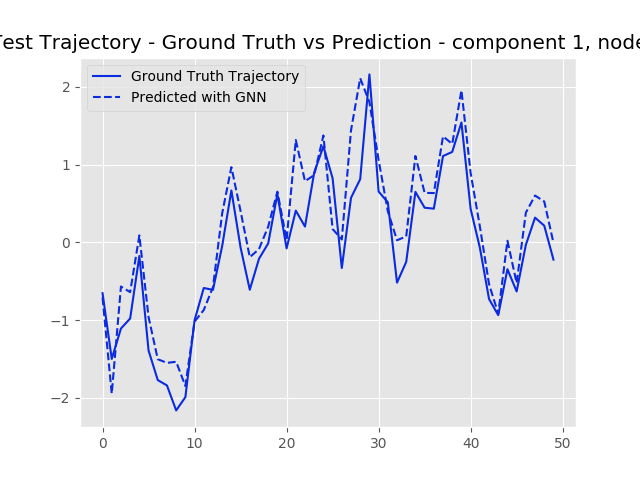 Test Trajectory - Ground Truth vs Prediction - component 1, node
Ground Truth Trajectory
Predicted with GNN
2
1
0
−1
−2
0 10 20 30 40 50